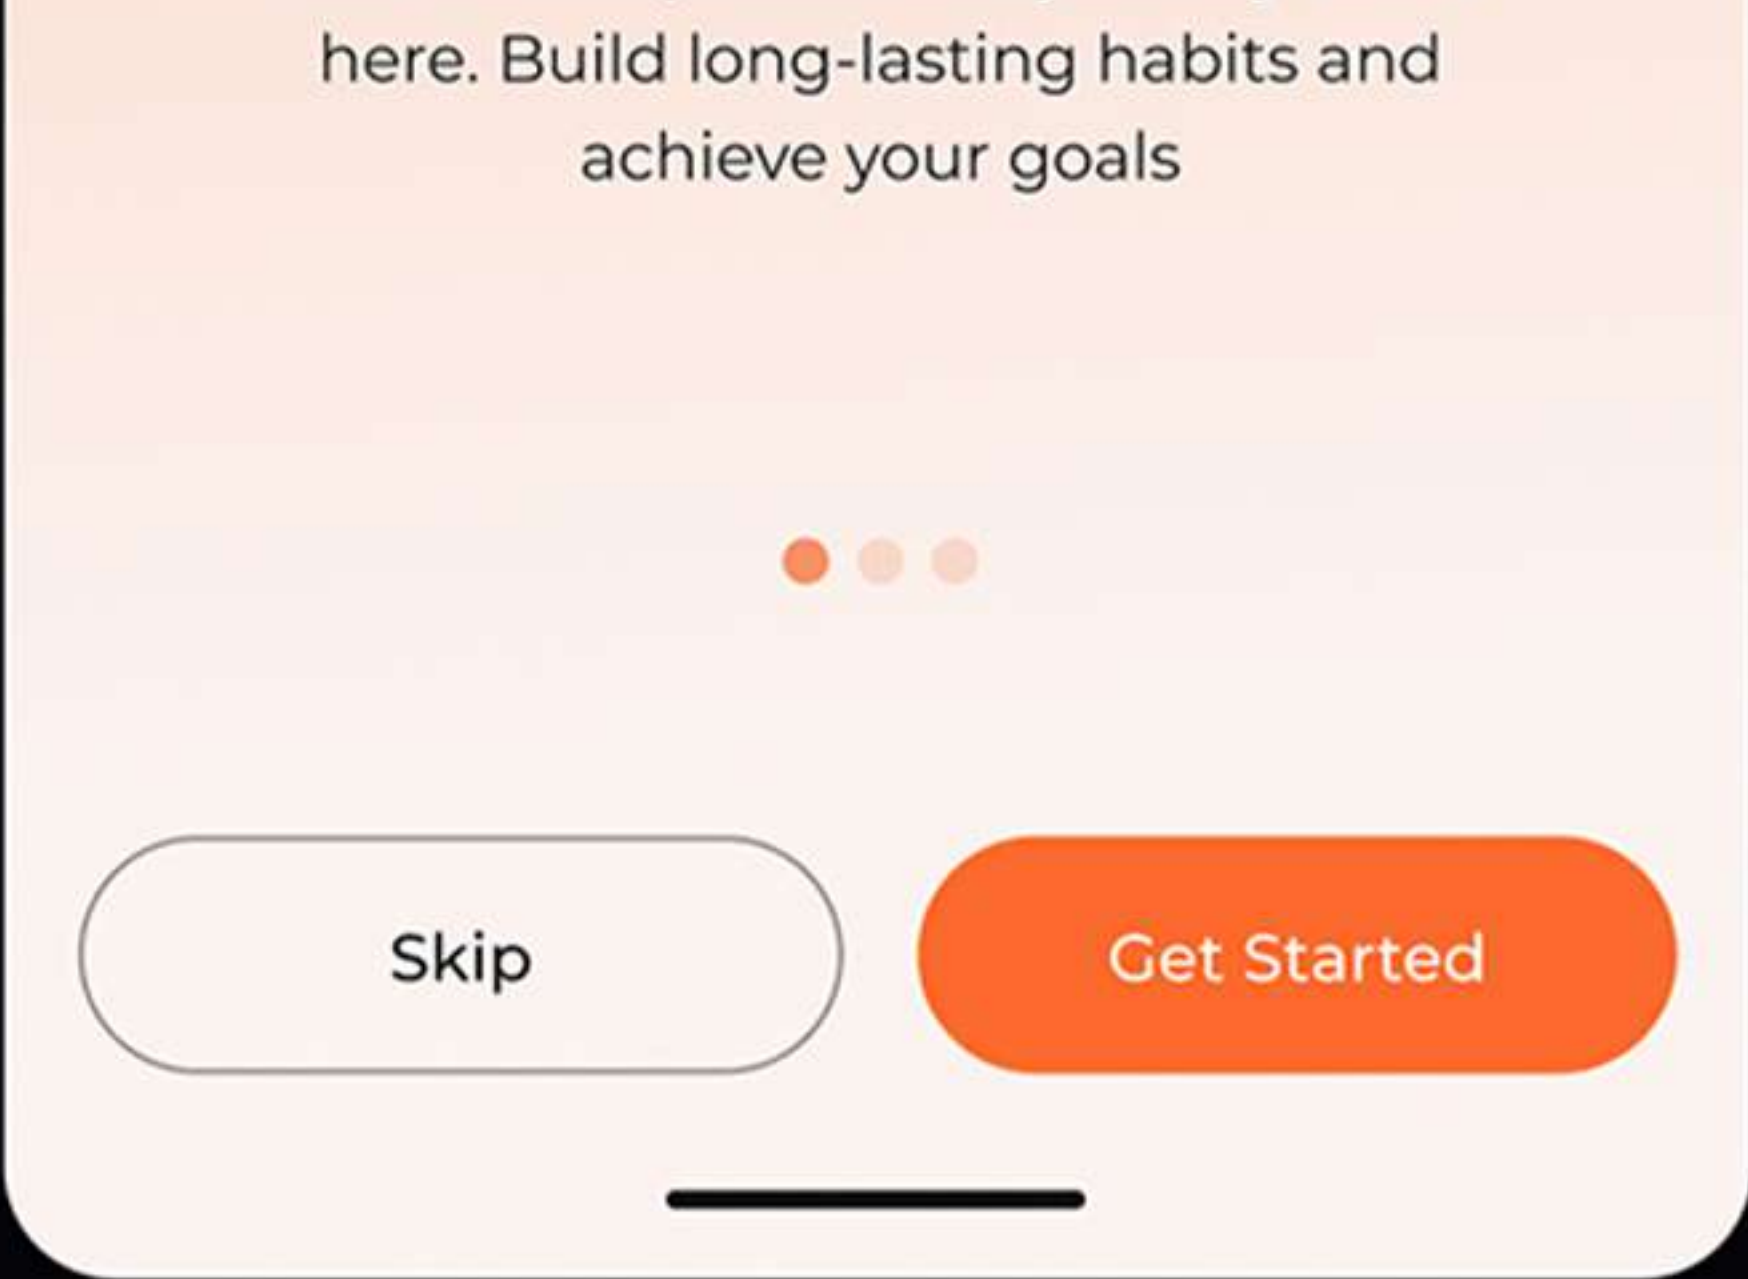 here. Build long-lasting habits and
achieve your goals
Skip
Get Started